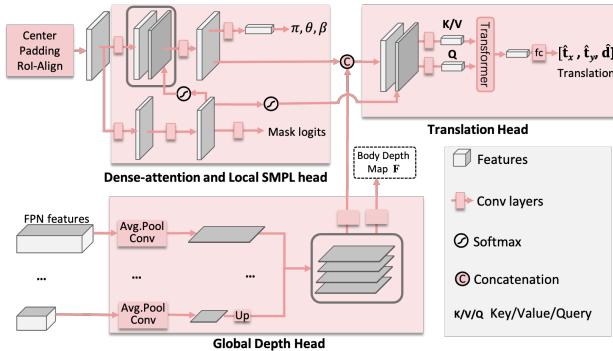 Center
Padding
RoI-Align
π, θ, β
Mask logits
Dense-attention and Local SMPL head
C
K/V
Q
Transformer
fc
[t̂x , t̂y, d̂]
Translation
Translation Head
Body Depth
Map F
FPN features
Avg.Pool
Conv
...
...
...
Avg.Pool
Conv
Up
Global Depth Head
Features
Conv layers
Softmax
C
Concatenation
K/V/Q Key/Value/Query